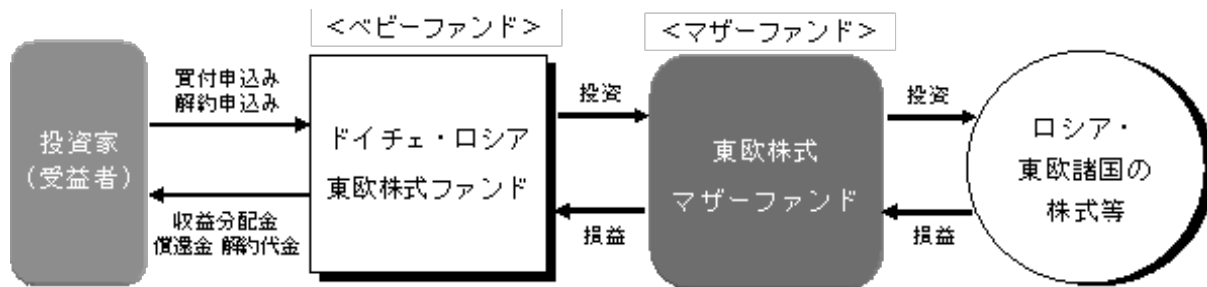 ＜ベビーファンド＞
＜マザーファンド＞
投資家
（受益者）
買付申込み
解約申込み
収益分配金
償還金 解約代金
ドイチェ・ロシア
東欧株式ファンド
投資
損益
東欧株式
マザーファンド
投資
損益
ロシア・
東欧諸国の
株式等